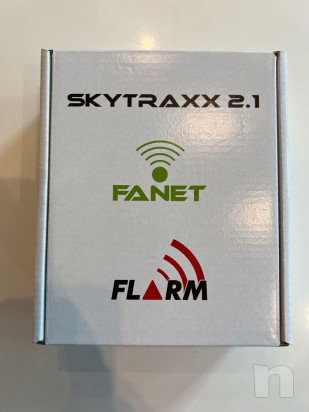 SKYTRAXX 2.1
FANET
FLARM
n